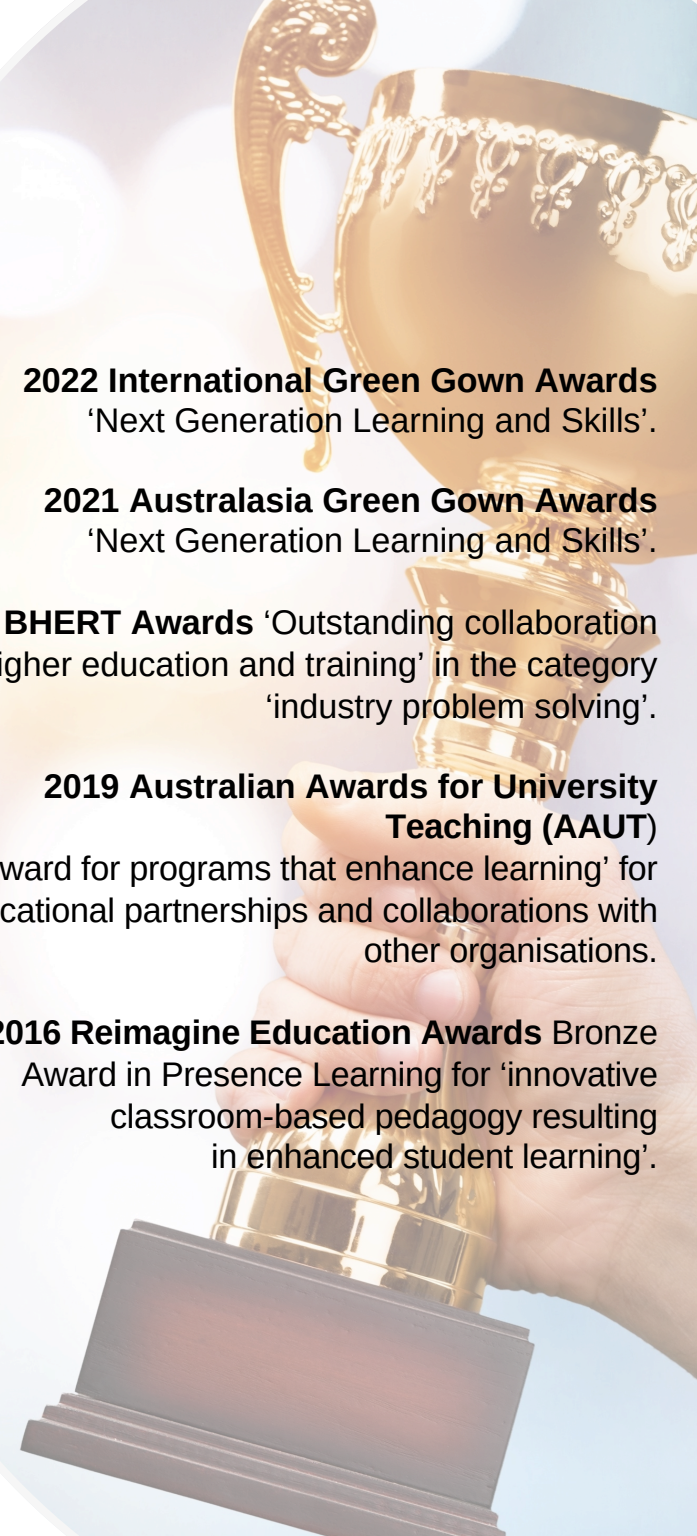 2022 International Green Gown Awards
‘Next Generation Learning and Skills’.
2021 Australasia Green Gown Awards
‘Next Generation Learning and Skills’.
BHERT Awards ‘Outstanding collaboration
education and training’ in the category
‘industry problem solving’.
2019 Australian Awards for University
Teaching (AAUT)
for programs that enhance learning’ for
partnerships and collaborations with
other organisations.
2016 Reimagine Education Awards Bronze
Award in Presence Learning for ‘innovative
classroom-based pedagogy resulting
in enhanced student learning’.